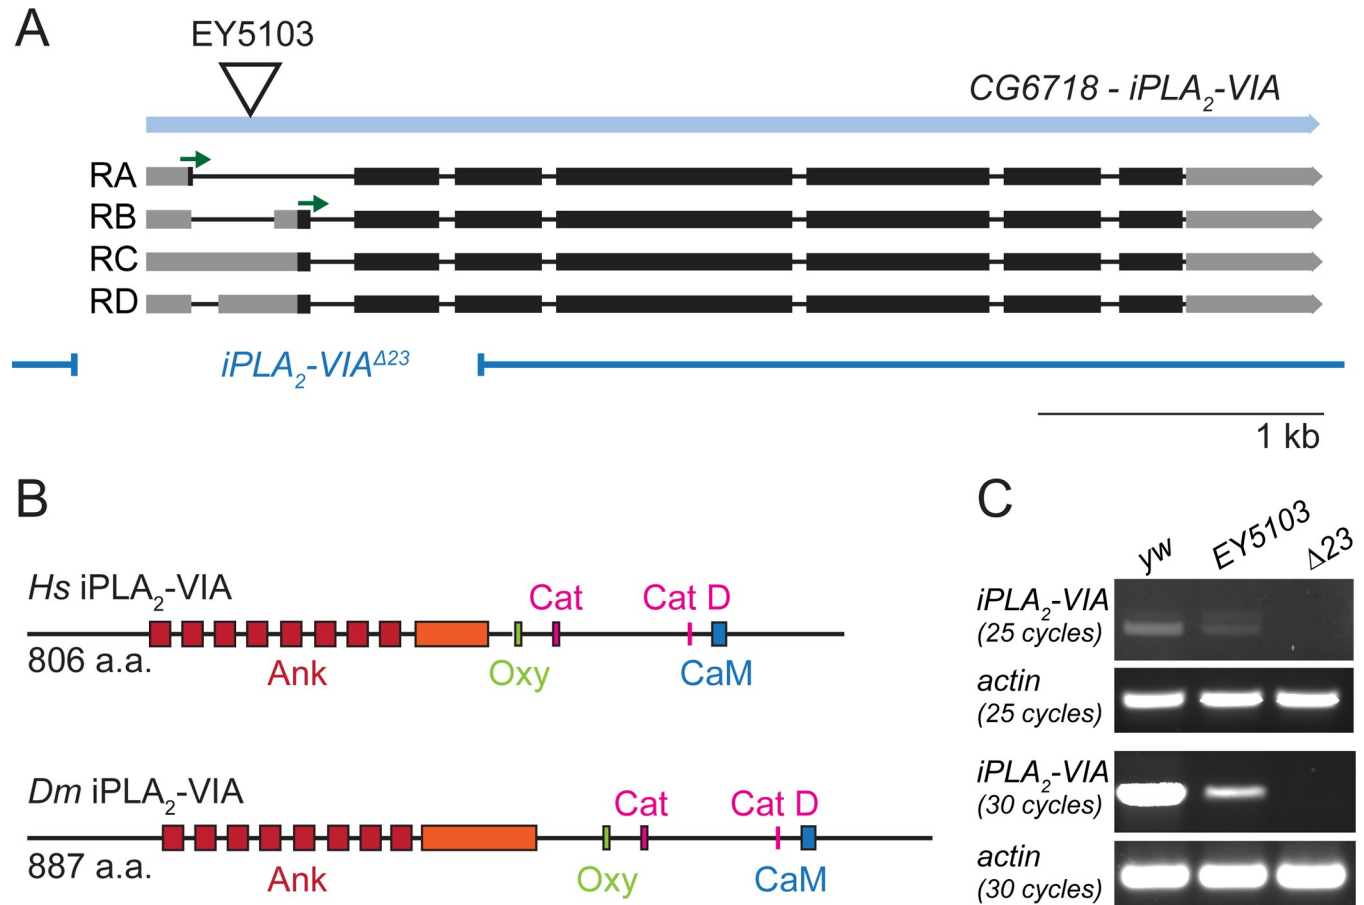 A
EY5103
CG6718 - iPLA₂-VIA
RA
RB
RC
RD
iPLA₂-VIA^Δ23
1 kb
B
Hs iPLA₂-VIA
Cat
Cat D
806 a.a.
Ank
Oxy
CaM
Dm iPLA₂-VIA
Cat
Cat D
887 a.a.
Ank
Oxy
CaM
C
yw
EY5103
Δ23
iPLA₂-VIA
(25 cycles)
actin
(25 cycles)
iPLA₂-VIA
(30 cycles)
actin
(30 cycles)